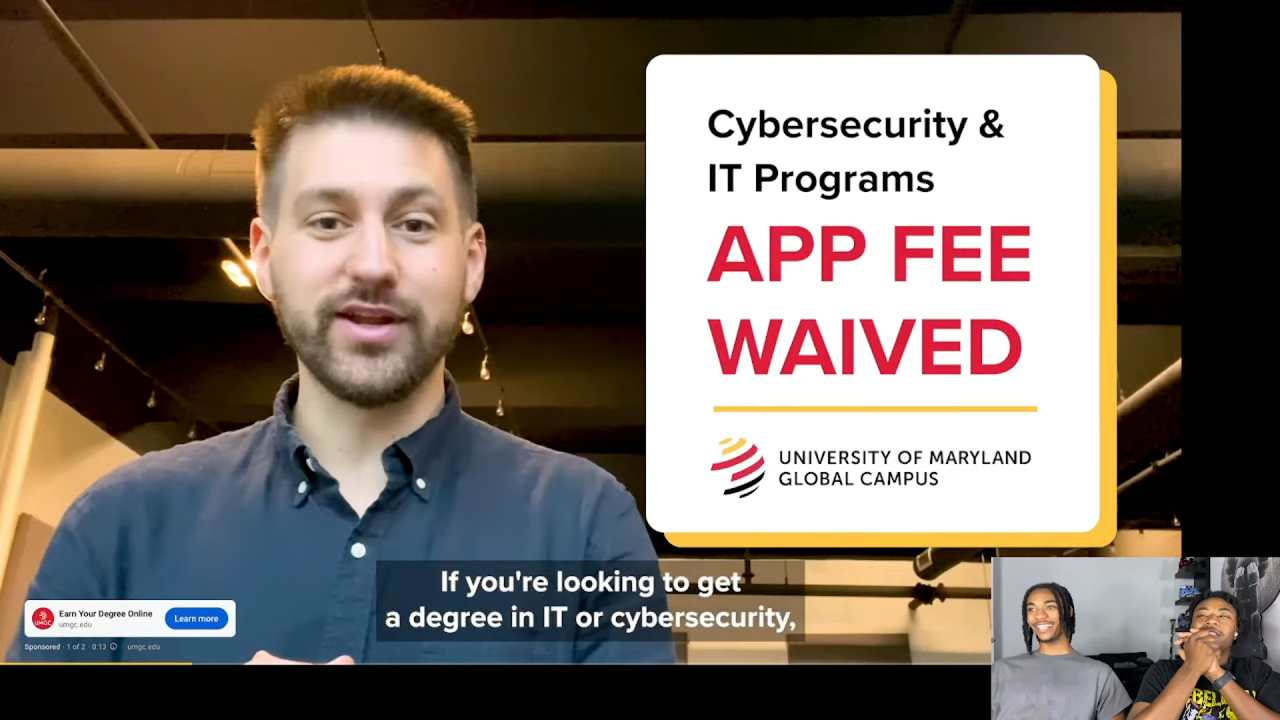 Cybersecurity &
IT Programs
APP FEE
WAIVED
UNIVERSITY OF MARYLAND
GLOBAL CAMPUS
If you're looking to get
a degree in IT or cybersecurity,
UMGC
Earn Your Degree Online
umgc.edu
Learn more
Sponsored · 1 of 2 · 0:13 umgc.edu